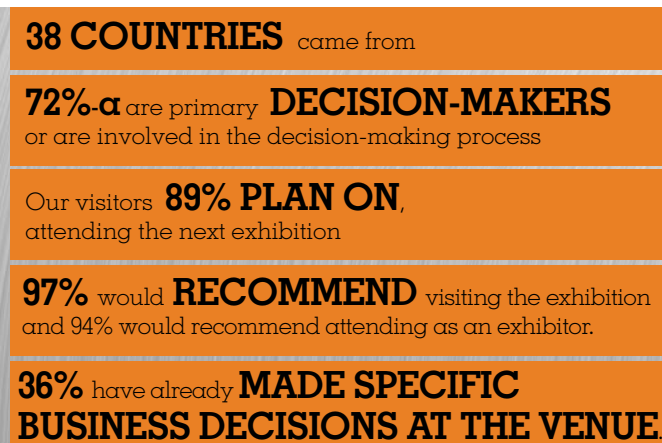 38 COUNTRIES came from
72%-α are primary DECISION-MAKERS
or are involved in the decision-making process
Our visitors 89% PLAN ON,
attending the next exhibition
97% would RECOMMEND visiting the exhibition
and 94% would recommend attending as an exhibitor.
36% have already MADE SPECIFIC
BUSINESS DECISIONS AT THE VENUE.